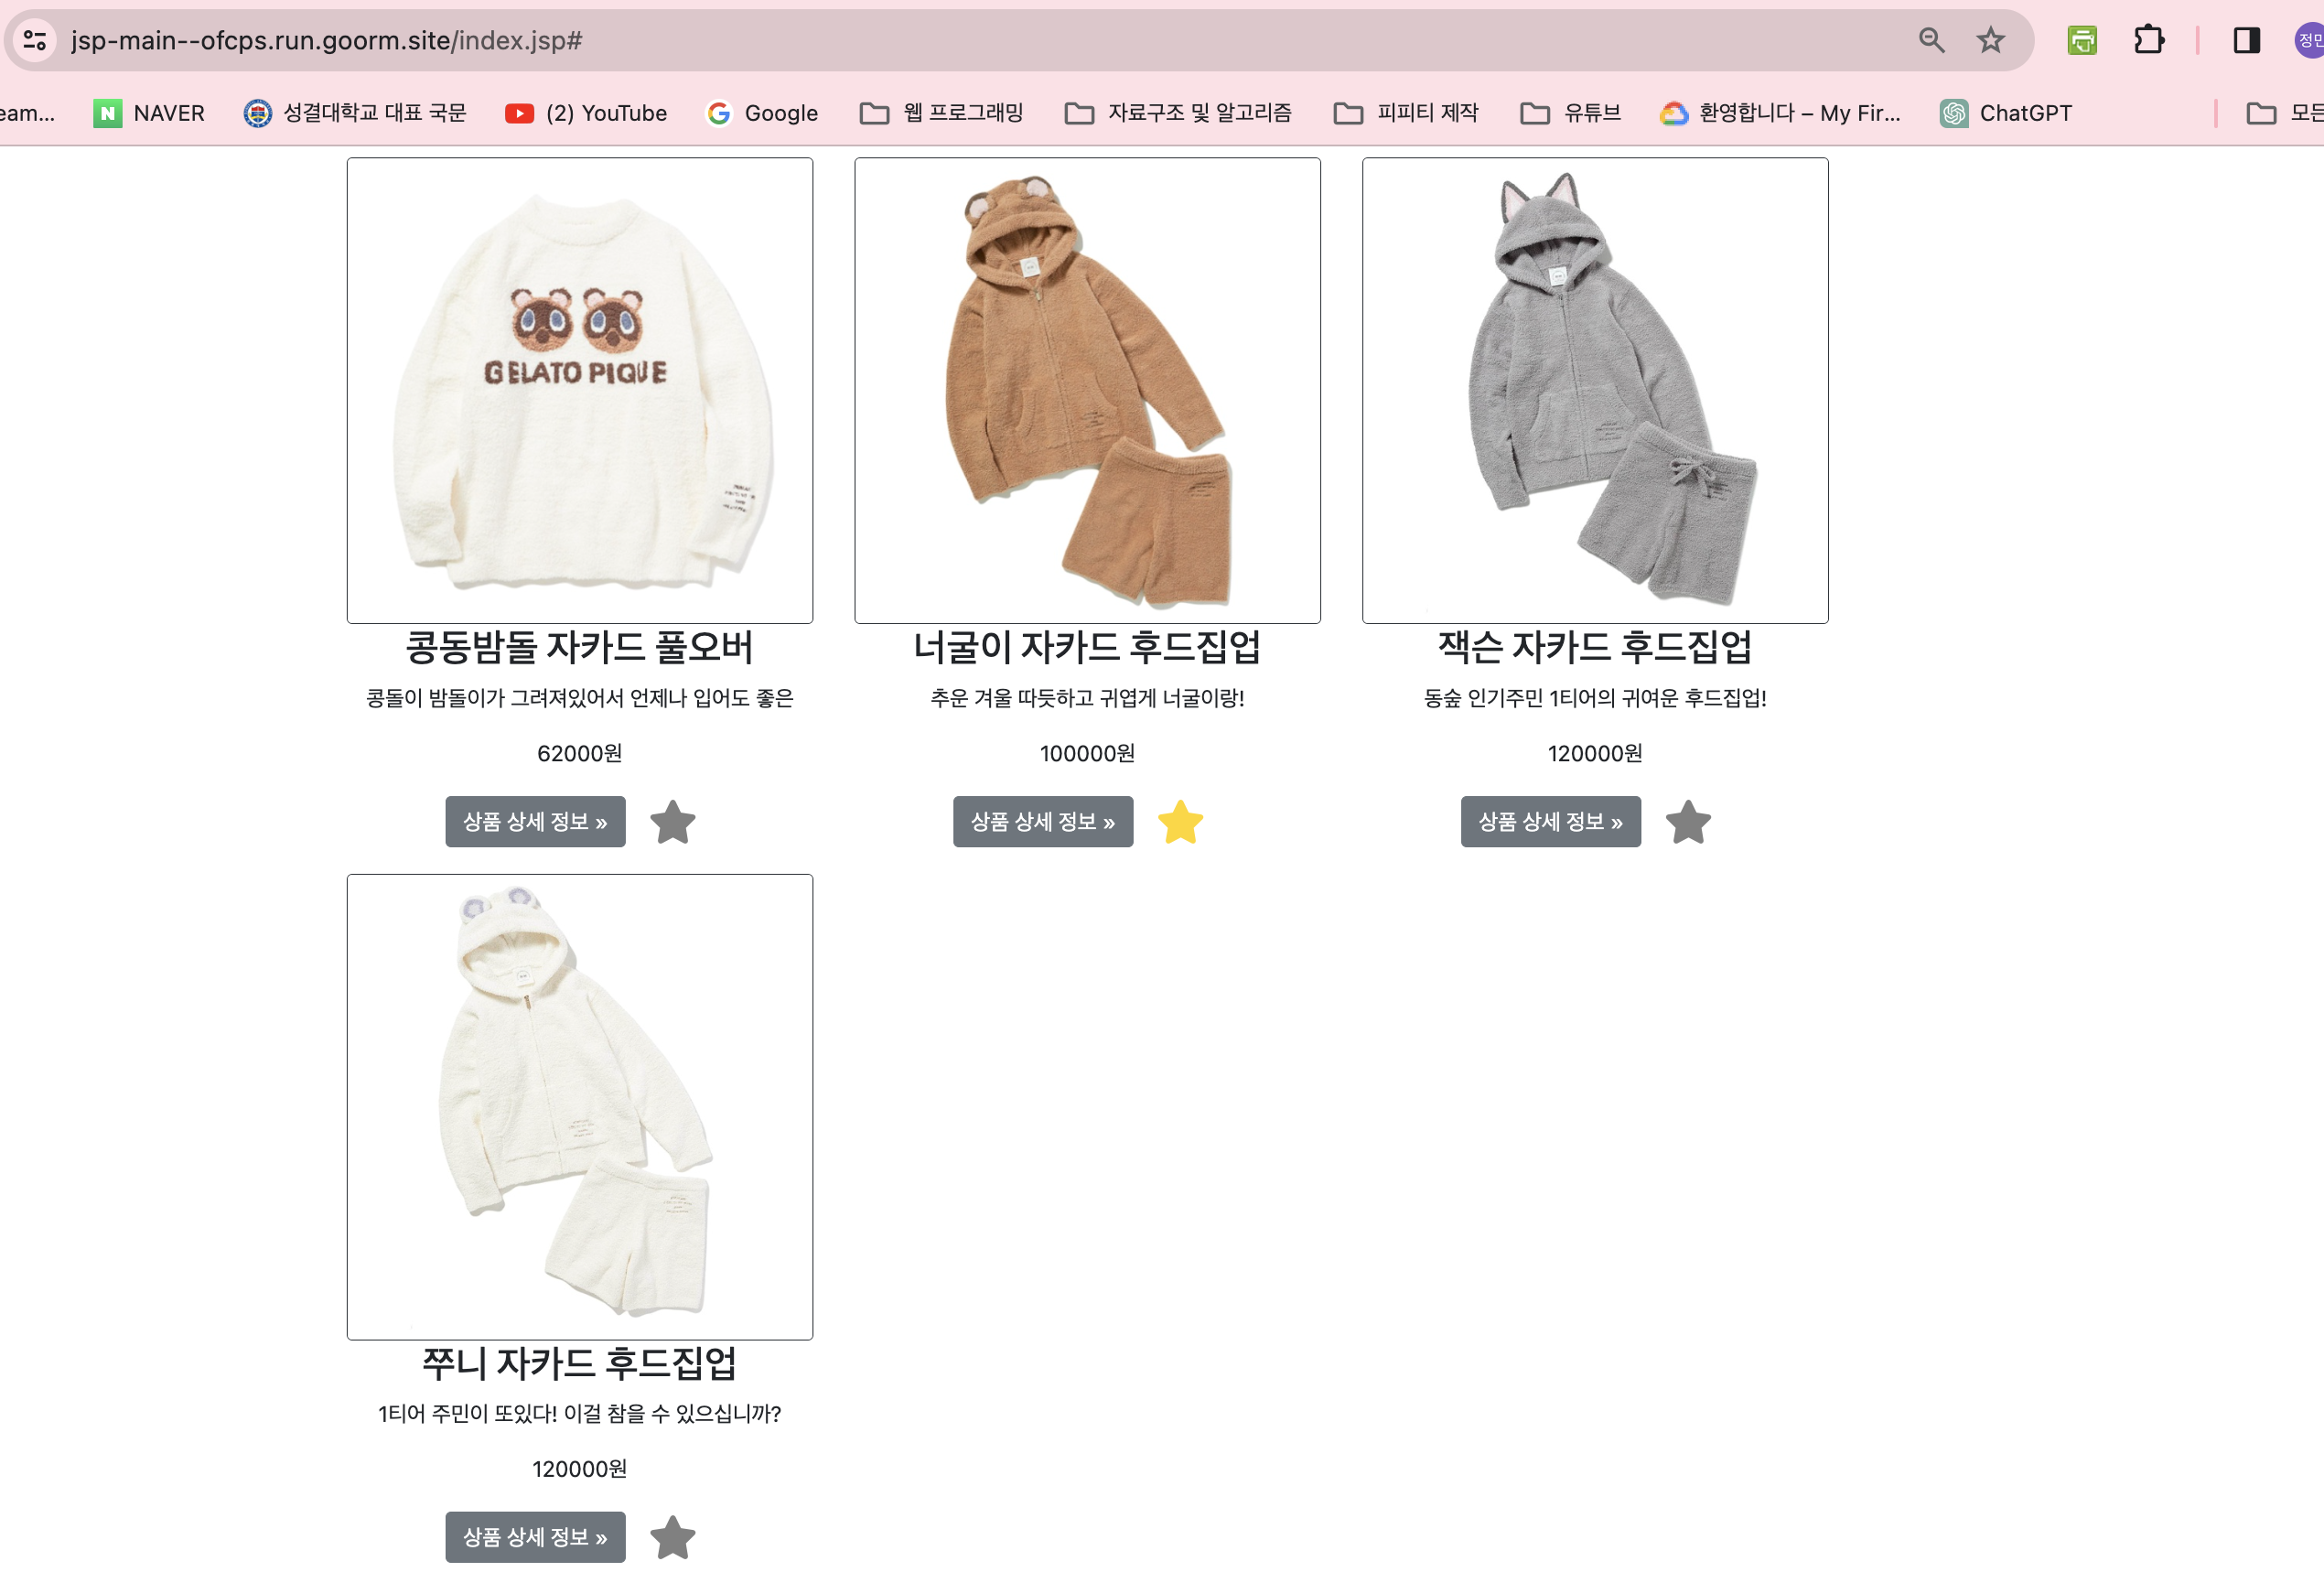 jsp-main--ofcps.run.goorm.site/index.jsp#
정민
eam...
NAVER
성결대학교 대표 국문
(2) YouTube
Google
웹 프로그래밍
자료구조 및 알고리즘
피피티 제작
유튜브
환영합니다 – My Fir...
ChatGPT
모든
GELATO PIQUE
콩동밤돌 자카드 풀오버
너굴이 자카드 후드집업
잭슨 자카드 후드집업
콩돌이 밤돌이가 그려져있어서 언제나 입어도 좋은
추운 겨울 따듯하고 귀엽게 너굴이랑!
동숲 인기주민 1티어의 귀여운 후드집업!
62000원
100000원
120000원
상품 상세 정보 »
상품 상세 정보 »
상품 상세 정보 »
쭈니 자카드 후드집업
1티어 주민이 또있다! 이걸 참을 수 있으십니까?
120000원
상품 상세 정보 »